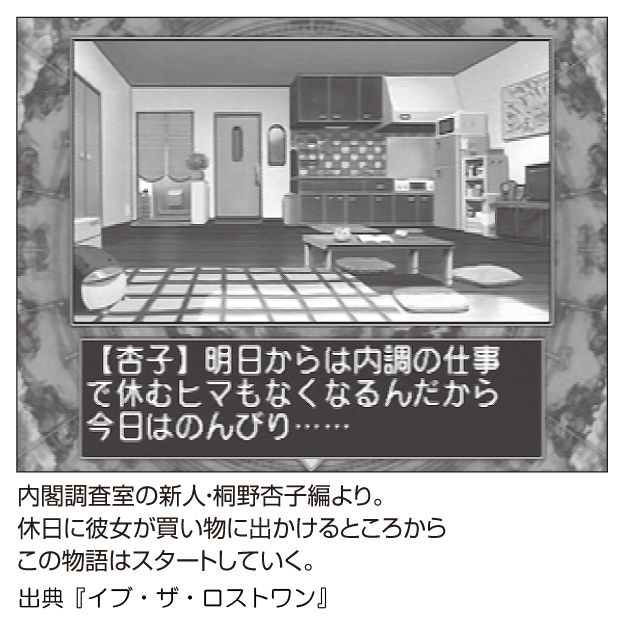 【杏子】明日からは内調の仕事
で休むヒマもなくなるんだから
今日はのんびり……
内閣調査室の新人・桐野杏子編より。
休日に彼女が買い物に出かけるところから
この物語はスタートしていく。
出典『イブ・ザ・ロストワン』